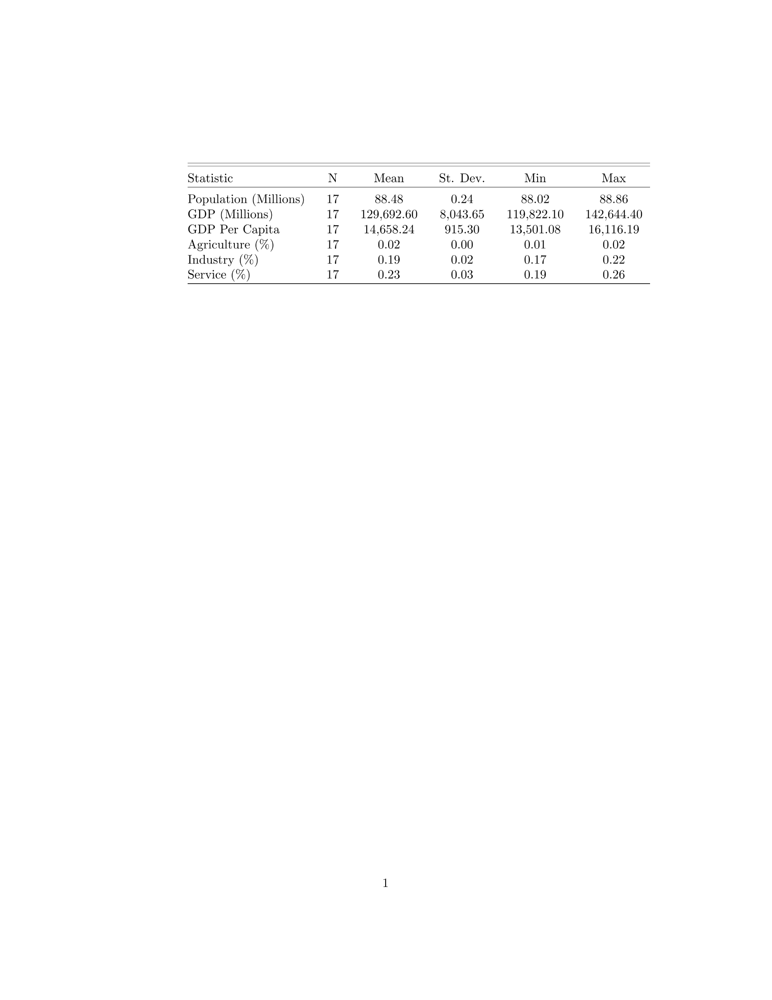 Statistic N Mean St. Dev. Min Max
Population (Millions) 17 88.48 0.24 88.02 88.86
GDP (Millions) 17 129,692.60 8,043.65 119,822.10 142,644.40
GDP Per Capita 17 14,658.24 915.30 13,501.08 16,116.19
Agriculture (%) 17 0.02 0.00 0.01 0.02
Industry (%) 17 0.19 0.02 0.17 0.22
Service (%) 17 0.23 0.03 0.19 0.26
1